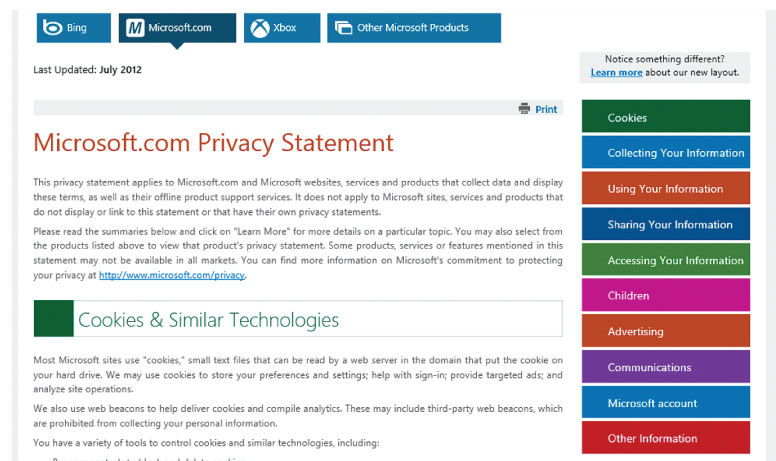 Bing
Microsoft.com
Xbox
Other Microsoft Products
Last Updated: July 2012
Notice something different?
Learn more about our new layout.
Print
Microsoft.com Privacy Statement
This privacy statement applies to Microsoft.com and Microsoft websites, services and products that collect data and display
these terms, as well as their offline product support services. It does not apply to Microsoft sites, services and products that
do not display or link to this statement or that have their own privacy statements.
Please read the summaries below and click on "Learn More" for more details on a particular topic. You may also select from
the products listed above to view that product's privacy statement. Some products, services or features mentioned in this
statement may not be available in all markets. You can find more information on Microsoft's commitment to protecting
your privacy at http://www.microsoft.com/privacy.
Cookies & Similar Technologies
Most Microsoft sites use "cookies," small text files that can be read by a web server in the domain that put the cookie on
your hard drive. We may use cookies to store your preferences and settings; help with sign-in; provide targeted ads; and
analyze site operations.
We also use web beacons to help deliver cookies and compile analytics. These may include third-party web beacons, which
are prohibited from collecting your personal information.
You have a variety of tools to control cookies and similar technologies, including:
Cookies
Collecting Your Information
Using Your Information
Sharing Your Information
Accessing Your Information
Children
Advertising
Communications
Microsoft account
Other Information